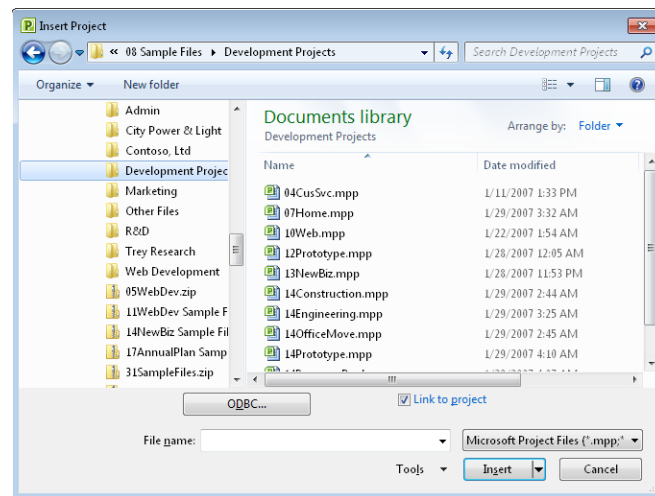 Insert Project
« 08 Sample Files ▸ Development Projects
Search Development Projects
Organize
New folder
Admin
City Power & Light
Contoso, Ltd
Development Projec
Marketing
Other Files
R&D
Trey Research
Web Development
05WebDev.zip
11WebDev Sample F
14NewBiz Sample Fil
17AnnualPlan Samp
31SampleFiles.zip
Documents library
Development Projects
Arrange by: Folder
Name Date modified
04CusSvc.mpp 1/11/2007 1:33 PM
07Home.mpp 1/29/2007 3:32 AM
10Web.mpp 1/22/2007 1:54 AM
12Prototype.mpp 1/28/2007 12:05 AM
13NewBiz.mpp 1/28/2007 11:53 PM
14Construction.mpp 1/29/2007 2:44 AM
14Engineering.mpp 1/29/2007 3:25 AM
14OfficeMove.mpp 1/29/2007 2:45 AM
14Prototype.mpp 1/29/2007 4:10 AM
ODBC...
Link to project
File name:
Microsoft Project Files (*.mpp;*
Tools
Insert
Cancel